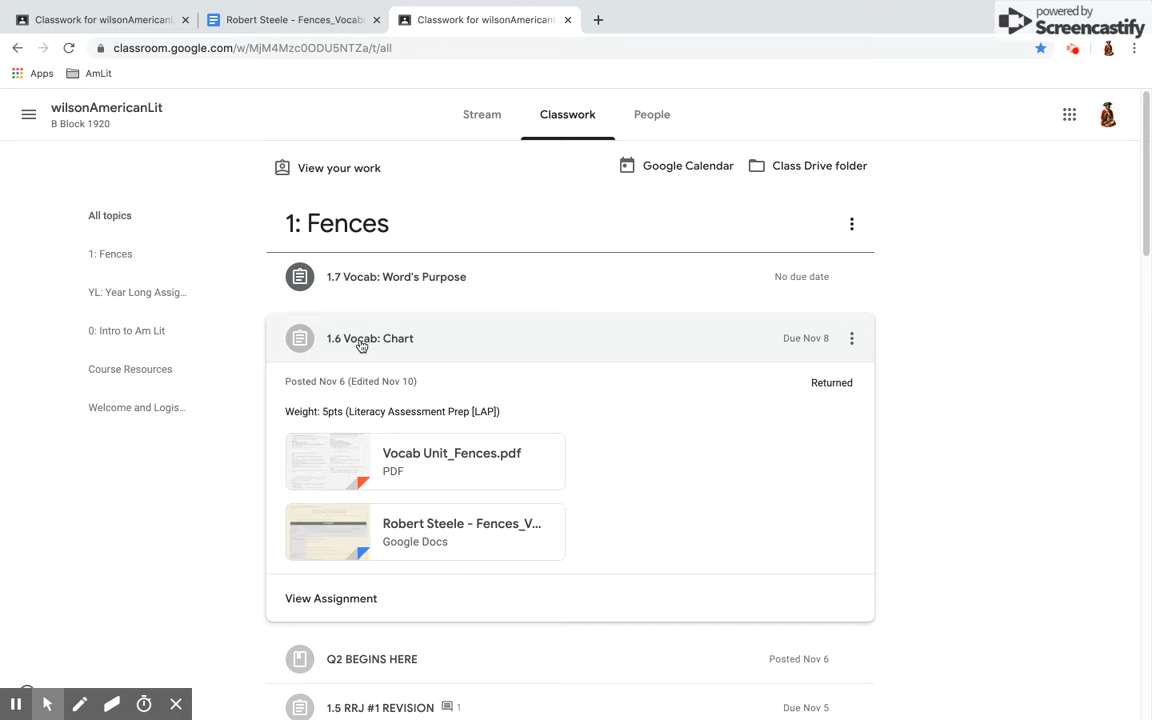 Classwork for wilsonAmericanL
Robert Steele - Fences_Vocab
Classwork for wilsonAmericanL
powered by
Screencastify
classroom.google.com/w/MjM4Mzc0ODU5NTZa/t/all
Apps
AmLit
wilsonAmericanLit
B Block 1920
Stream
Classwork
People
View your work
Google Calendar
Class Drive folder
All topics
1: Fences
YL: Year Long Assig...
0: Intro to Am Lit
Course Resources
Welcome and Logis...
1: Fences
1.7 Vocab: Word's Purpose
No due date
1.6 Vocab: Chart
Due Nov 8
Posted Nov 6 (Edited Nov 10)
Returned
Weight: 5pts (Literacy Assessment Prep [LAP])
Vocab Unit_Fences.pdf
PDF
Robert Steele - Fences_V...
Google Docs
View Assignment
Q2 BEGINS HERE
Posted Nov 6
1.5 RRJ #1 REVISION
1
Due Nov 5